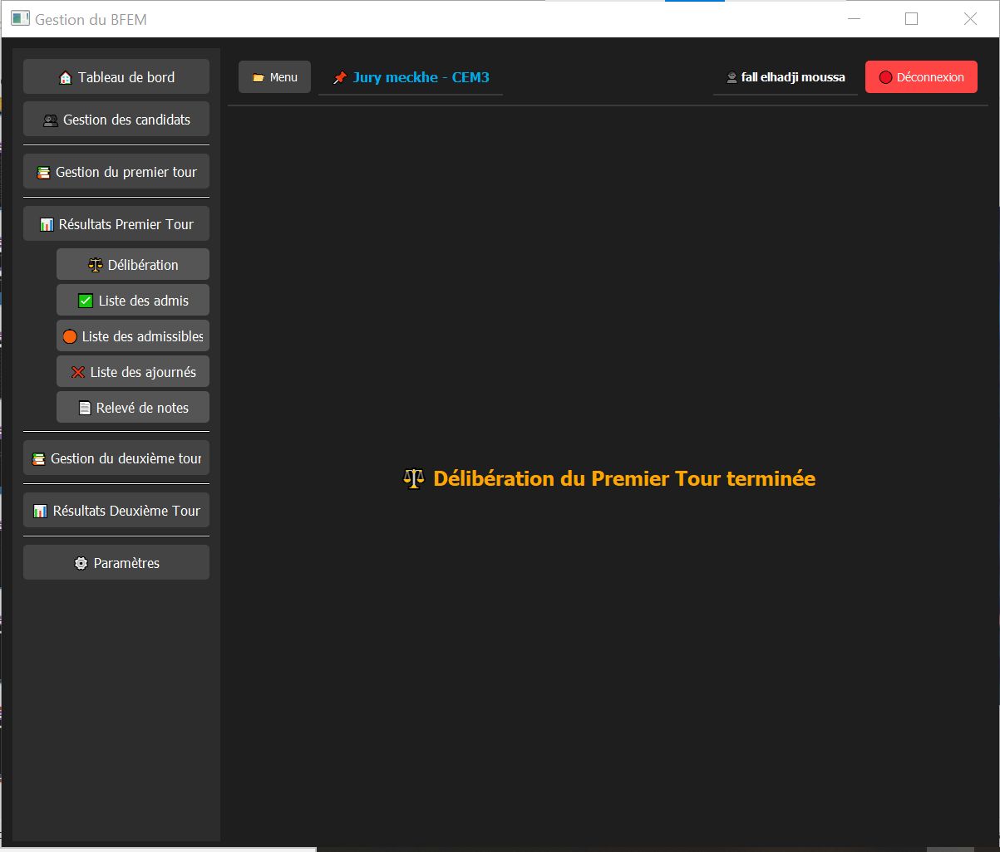 Gestion du BFEM
Tableau de bord
Gestion des candidats
Gestion du premier tour
Résultats Premier Tour
Délibération
Liste des admis
Liste des admissibles
Liste des ajournés
Relevé de notes
Gestion du deuxième tour
Résultats Deuxième Tour
Paramètres
Menu
Jury meckhe - CEM3
fall elhadji moussa
Déconnexion
Délibération du Premier Tour terminée